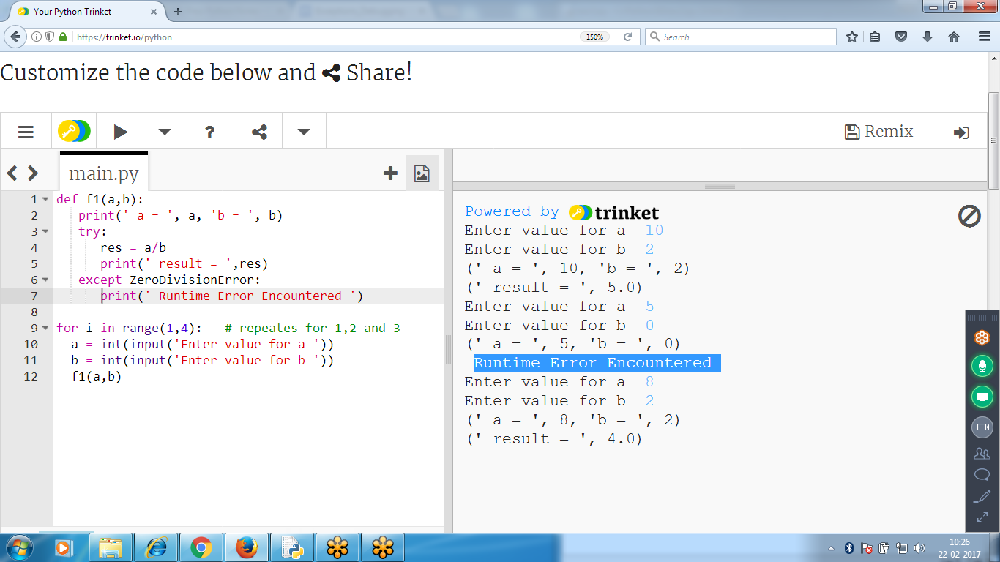 Your Python Trinket
https://trinket.io/python
150%
Search
Customize the code below and Share!
?
Remix
main.py
1 def f1(a,b):
2 print(' a = ', a, 'b = ', b)
3 try:
4 res = a/b
5 print(' result = ',res)
6 except ZeroDivisionError:
7 print(' Runtime Error Encountered ')
8
9 for i in range(1,4): # repeates for 1,2 and 3
10 a = int(input('Enter value for a '))
11 b = int(input('Enter value for b '))
12 f1(a,b)
Powered by trinket
Enter value for a 10
Enter value for b 2
(' a = ', 10, 'b = ', 2)
(' result = ', 5.0)
Enter value for a 5
Enter value for b 0
(' a = ', 5, 'b = ', 0)
Runtime Error Encountered
Enter value for a 8
Enter value for b 2
(' a = ', 8, 'b = ', 2)
(' result = ', 4.0)
10:26
22-02-2017